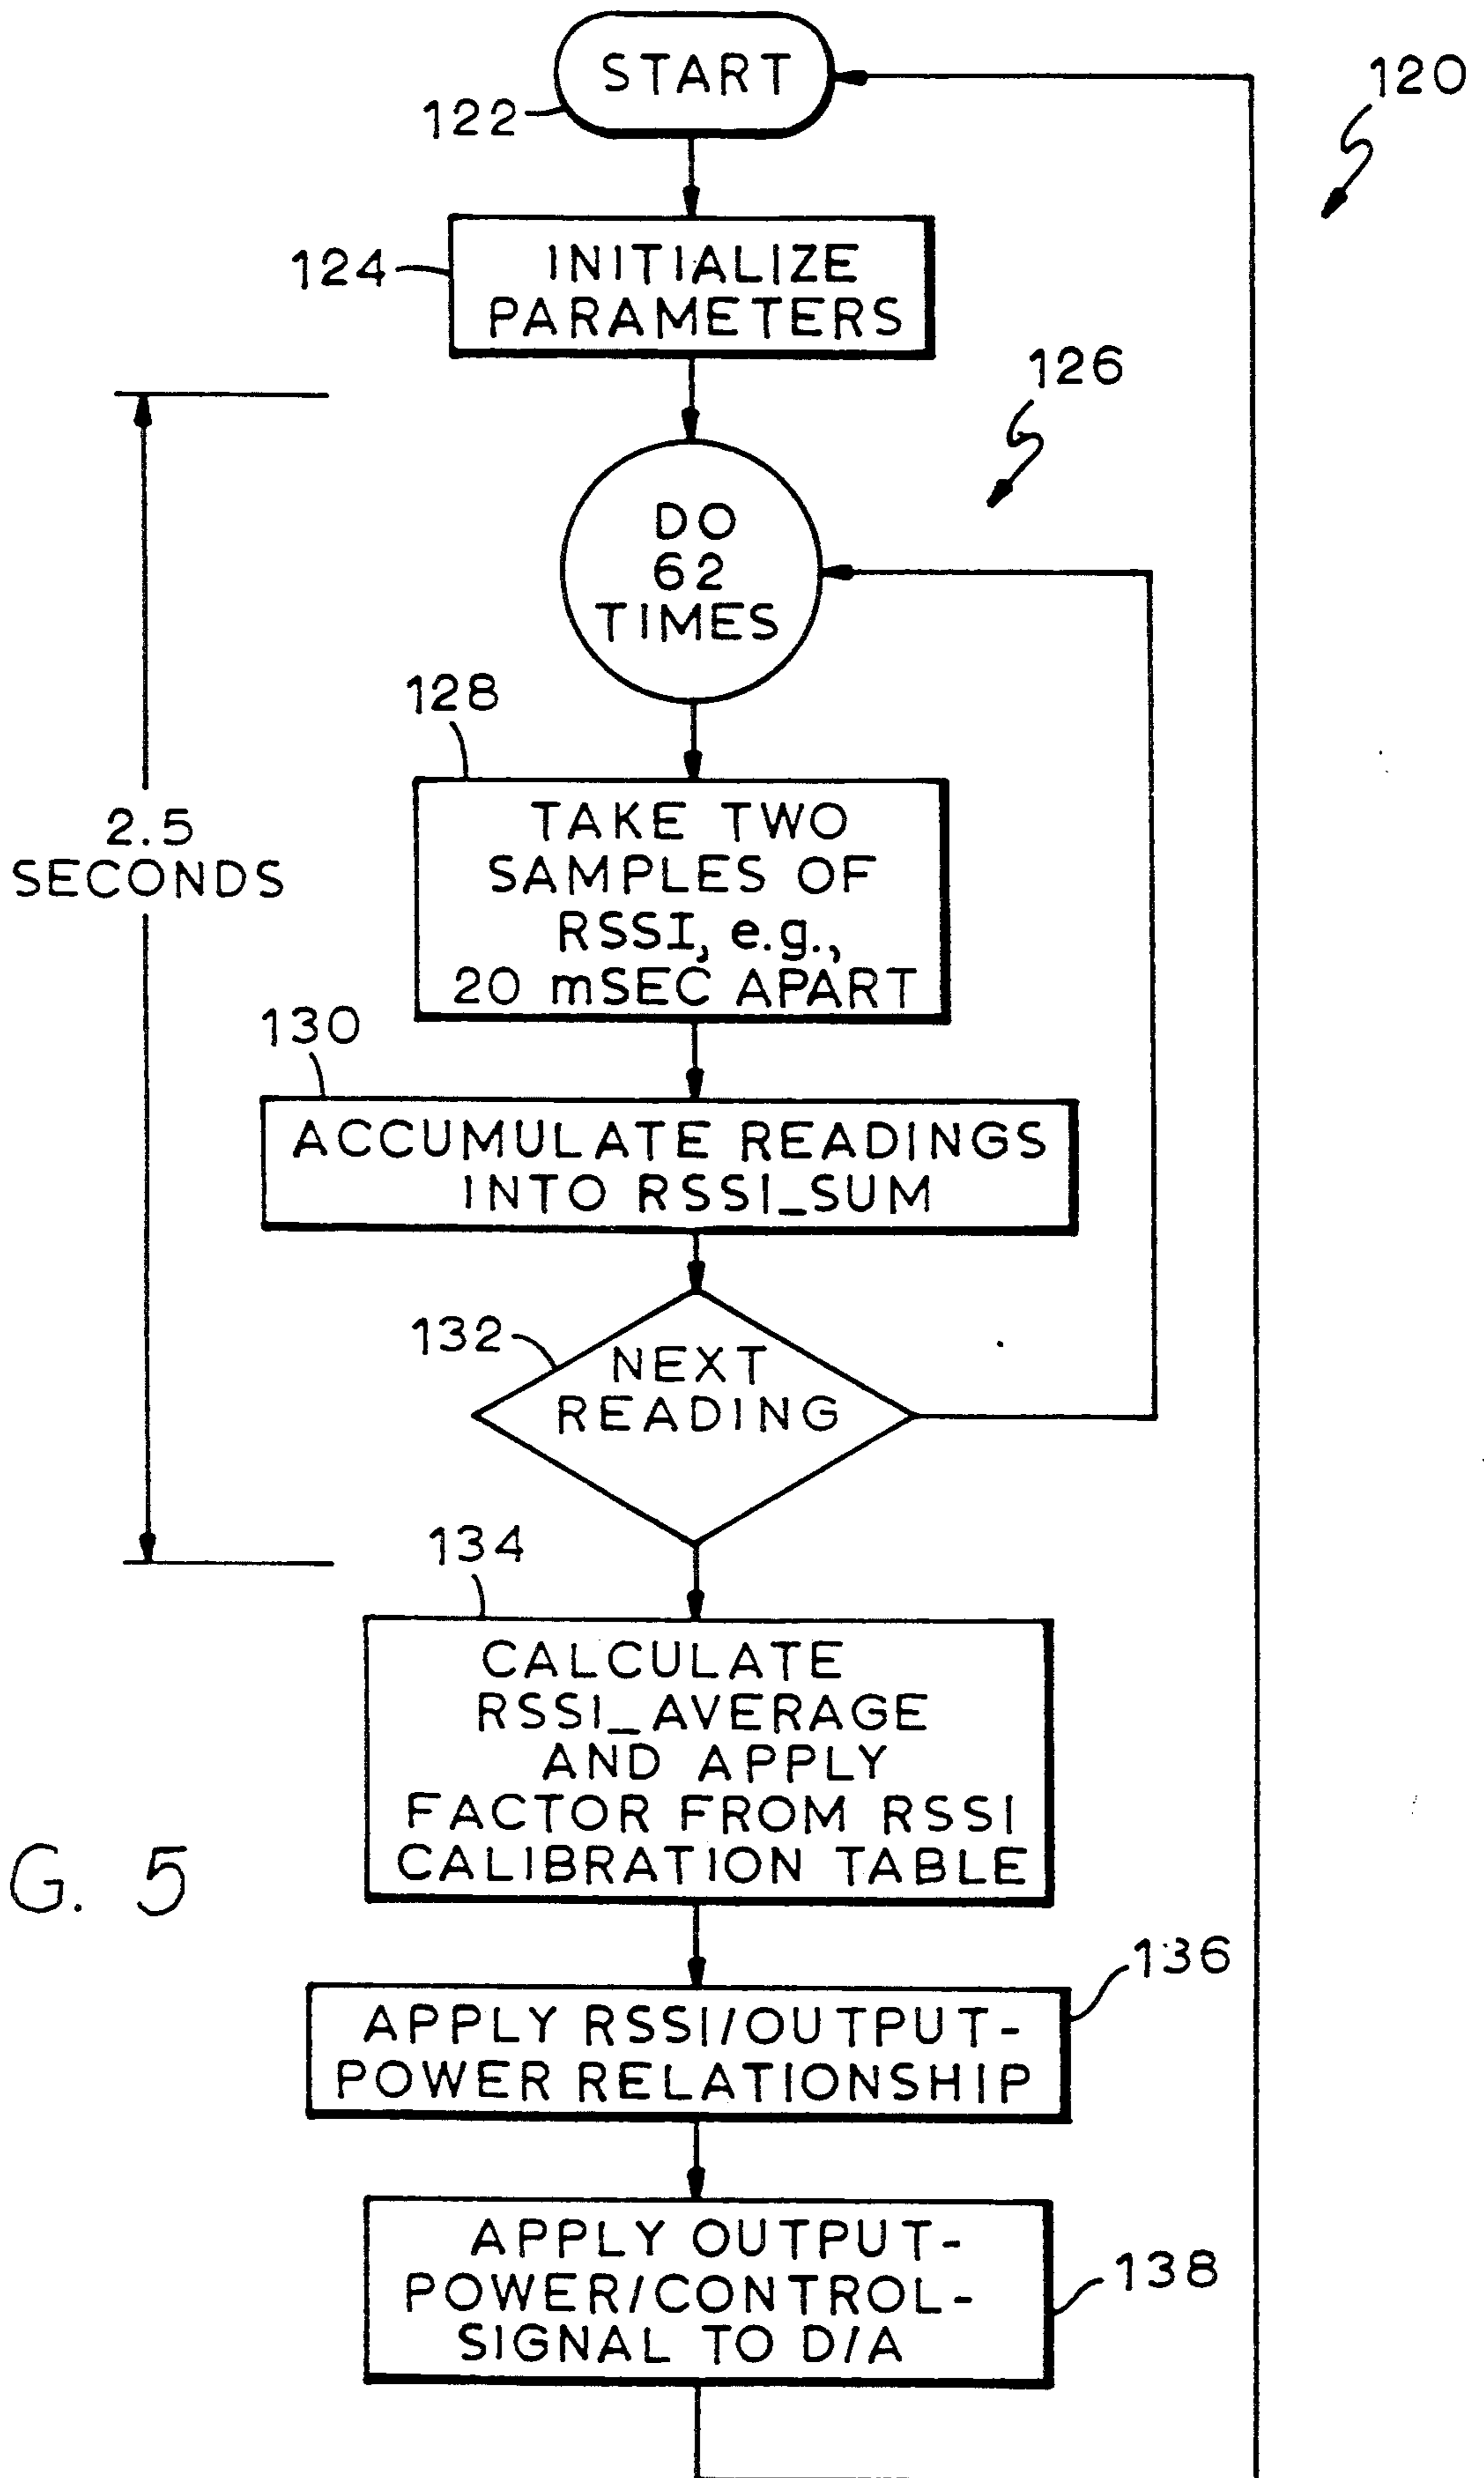 START
120
122
124
INITIALIZE
PARAMETERS
126
DO
62
TIMES
128
2.5
SECONDS
TAKE TWO
SAMPLES OF
RSSI, e.g.,
20 mSEC APART
130
ACCUMULATE READINGS
INTO RSSI_SUM
132
NEXT
READING
134
CALCULATE
RSSI_AVERAGE
AND APPLY
FACTOR FROM RSSI
CALIBRATION TABLE
G. 5
136
APPLY RSSI/OUTPUT-
POWER RELATIONSHIP
138
APPLY OUTPUT-
POWER/CONTROL-
SIGNAL TO D/A